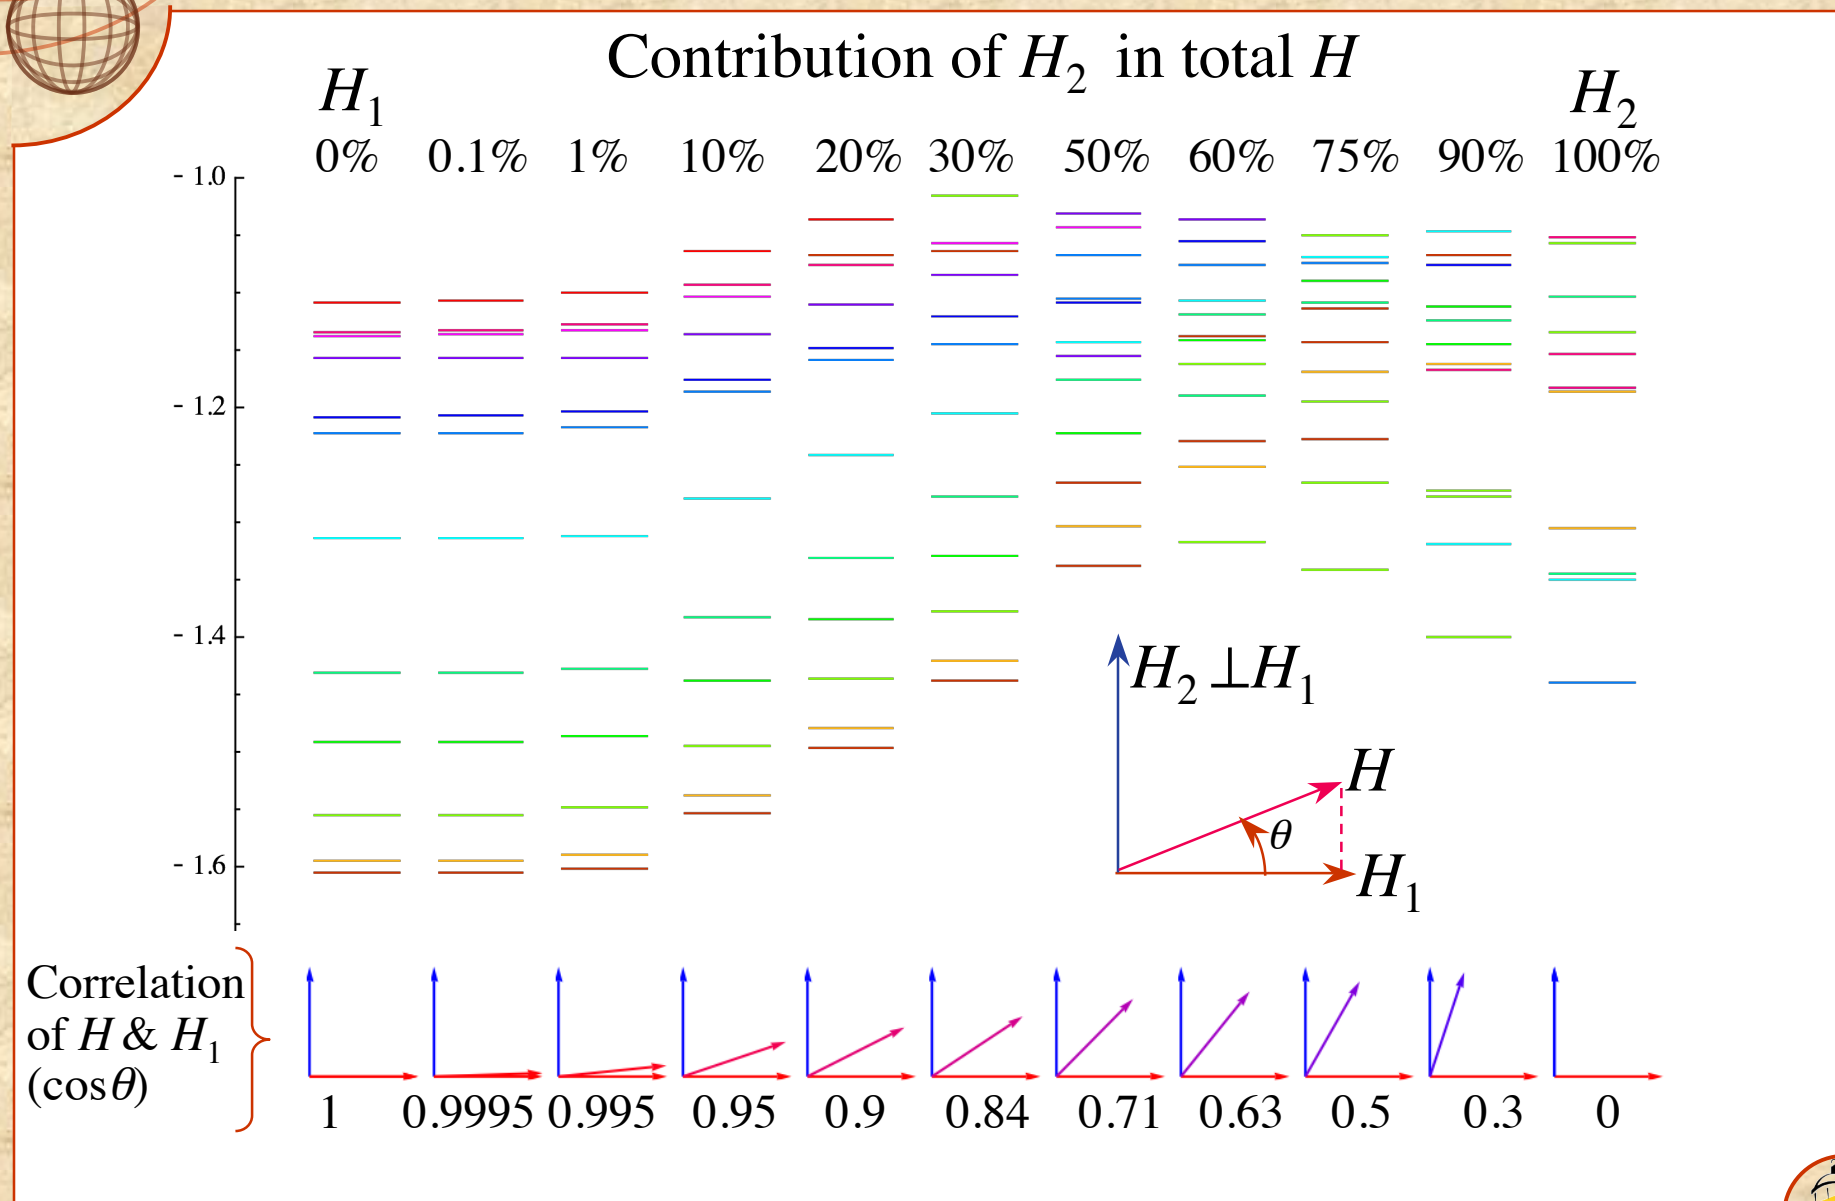 Contribution of H₂ in total H
H₁ H₂
0% 0.1% 1% 10% 20% 30% 50% 60% 75% 90% 100%
- 1.0
- 1.2
- 1.4
- 1.6
H₂ ⊥ H₁
H
θ
H₁
Correlation
of H & H₁
(cosθ)
1 0.9995 0.995 0.95 0.9 0.84 0.71 0.63 0.5 0.3 0